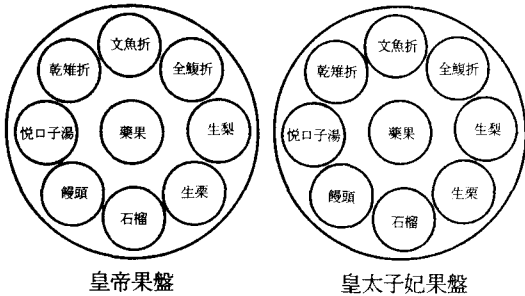 文魚折
乾雉折
全鰒折
悅口子湯
藥果
生梨
饅頭
生栗
石榴
皇帝果盤
文魚折
乾雉折
全鰒折
悅口子湯
藥果
生梨
饅頭
生栗
石榴
皇太子妃果盤